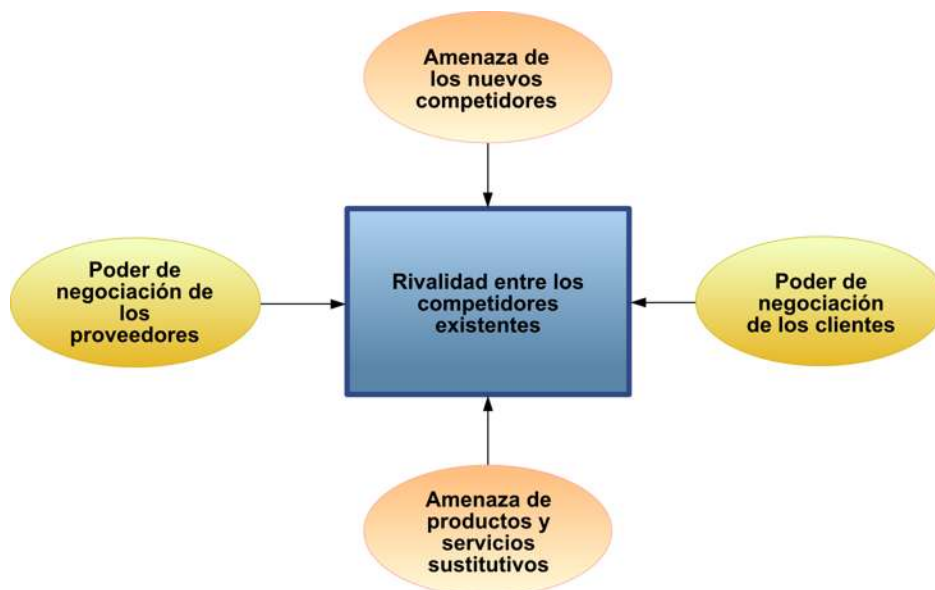 Amenaza de
los nuevos
competidores
Poder de
negociación de
los
proveedores
Rivalidad entre los
competidores
existentes
Poder de
negociación
de los clientes
Amenaza de
productos y
servicios
sustitutivos